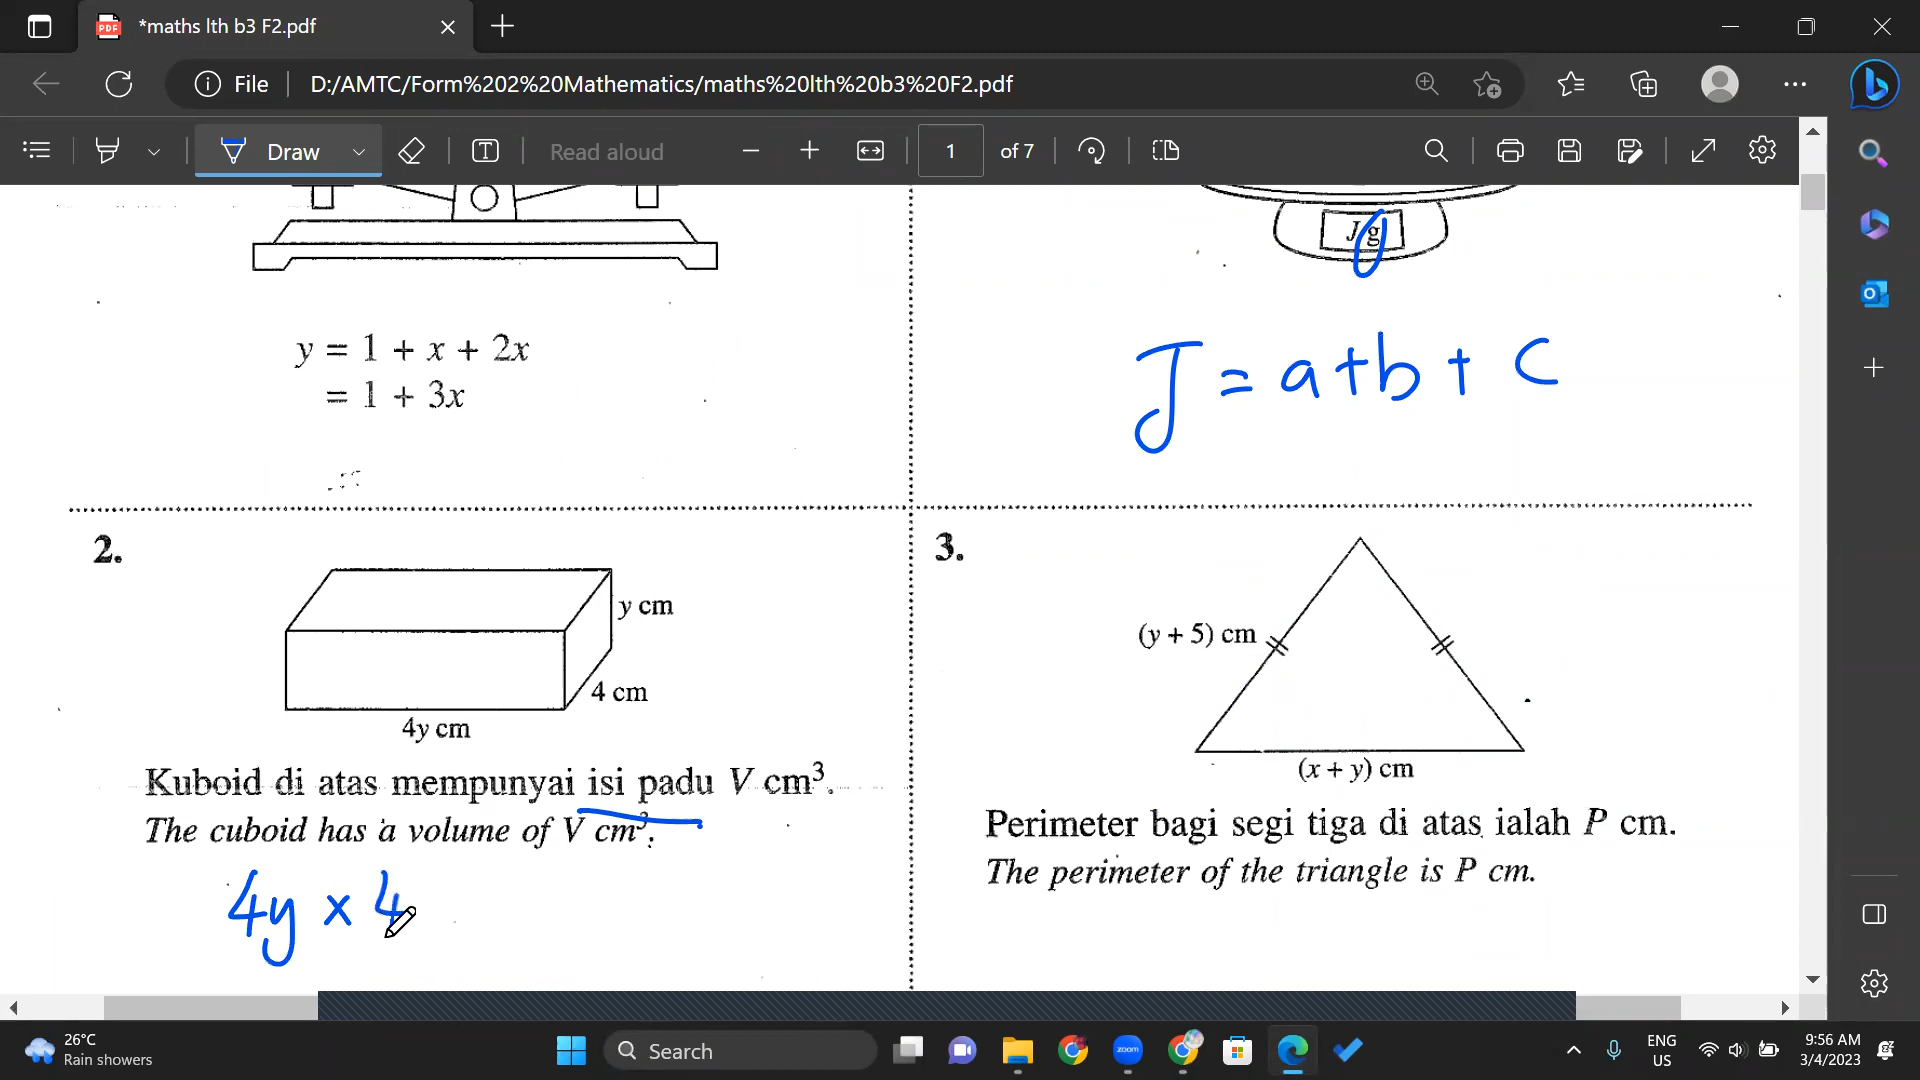 *maths lth b3 F2.pdf
File
D:/AMTC/Form%202%20Mathematics/maths%20lth%20b3%20F2.pdf
Draw
Read aloud
1
of 7
J g
y = 1 + x + 2x
= 1 + 3x
J = a + b + c
2.
y cm
4 cm
4y cm
Kuboid di atas mempunyai isi padu V cm³.
The cuboid has a volume of V cm³.
4y × 4
3.
(y + 5) cm
(x + y) cm
Perimeter bagi segi tiga di atas ialah P cm.
The perimeter of the triangle is P cm.
26°C
Rain showers
Search
zoom
ENG
US
9:56 AM
3/4/2023